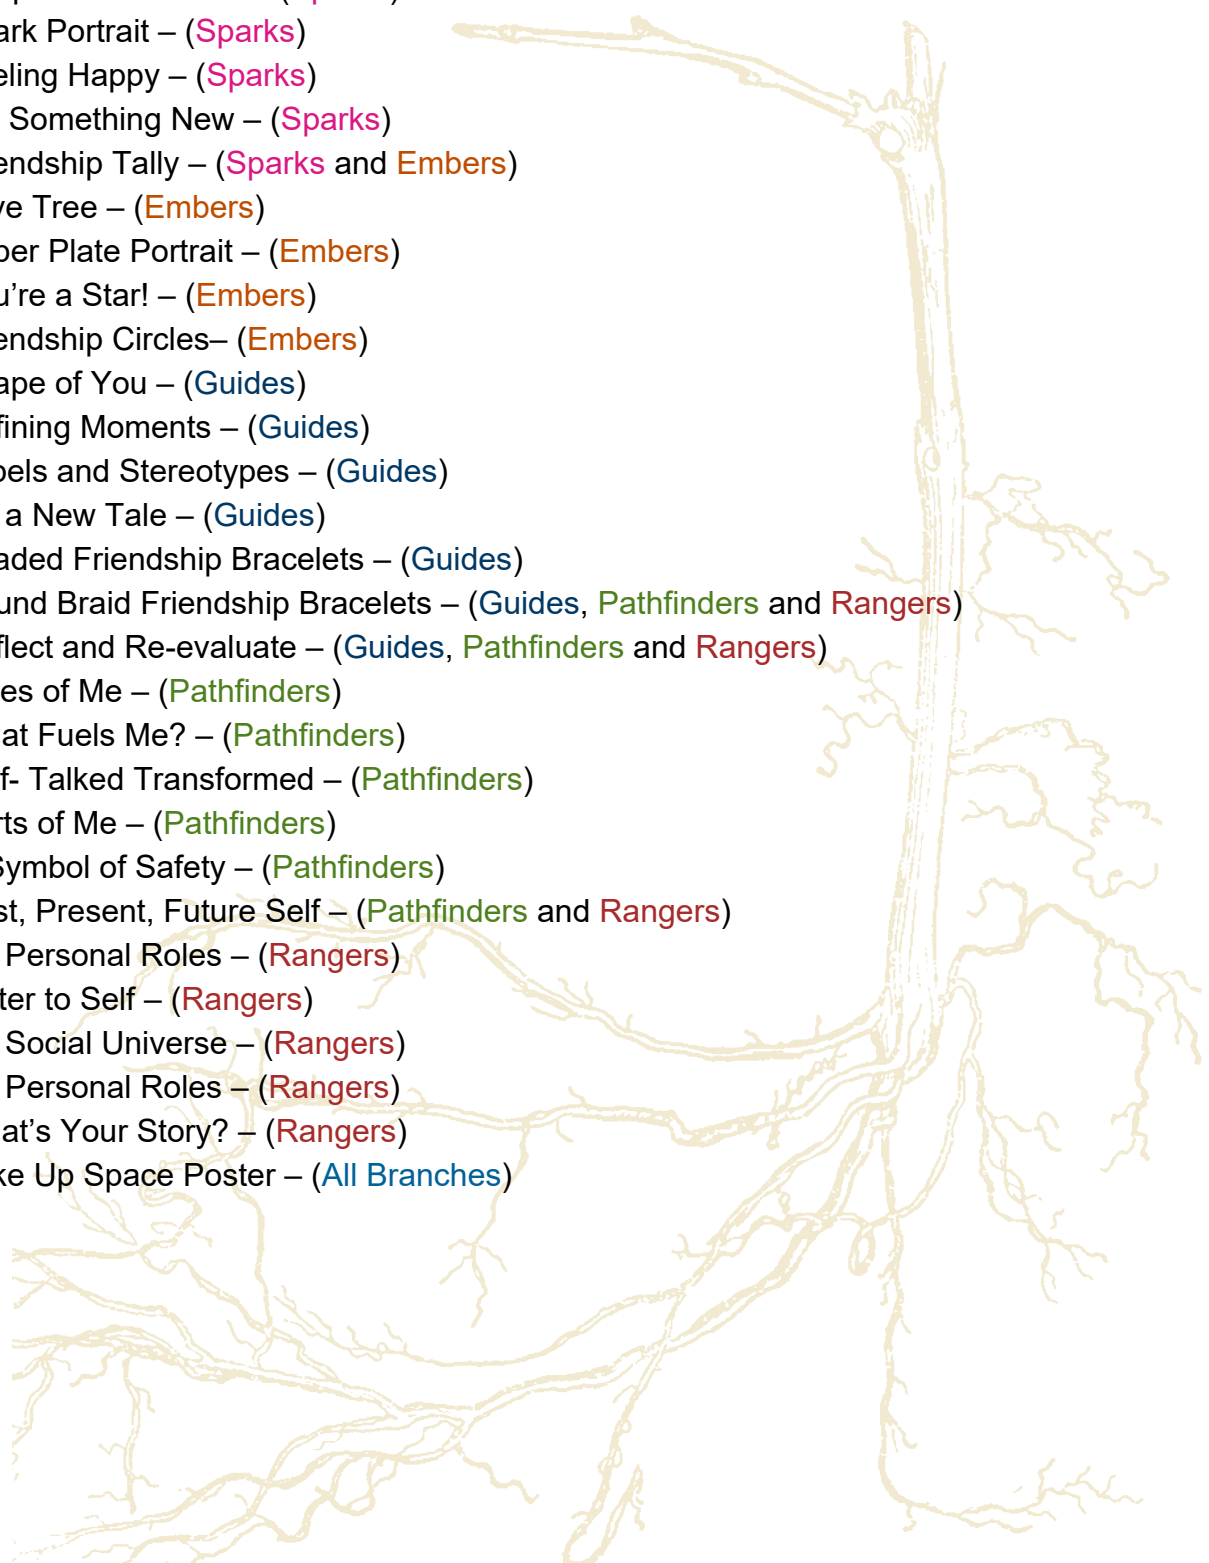 ark Portrait – (Sparks)
eling Happy – (Sparks)
Something New – (Sparks)
endship Tally – (Sparks and Embers)
ve Tree – (Embers)
per Plate Portrait – (Embers)
u’re a Star! – (Embers)
endship Circles– (Embers)
ape of You – (Guides)
fining Moments – (Guides)
bels and Stereotypes – (Guides)
a New Tale – (Guides)
aded Friendship Bracelets – (Guides)
und Braid Friendship Bracelets – (Guides, Pathfinders and Rangers)
flect and Re-evaluate – (Guides, Pathfinders and Rangers)
es of Me – (Pathfinders)
at Fuels Me? – (Pathfinders)
f- Talked Transformed – (Pathfinders)
rts of Me – (Pathfinders)
Symbol of Safety – (Pathfinders)
st, Present, Future Self – (Pathfinders and Rangers)
Personal Roles – (Rangers)
ter to Self – (Rangers)
Social Universe – (Rangers)
Personal Roles – (Rangers)
at’s Your Story? – (Rangers)
ke Up Space Poster – (All Branches)